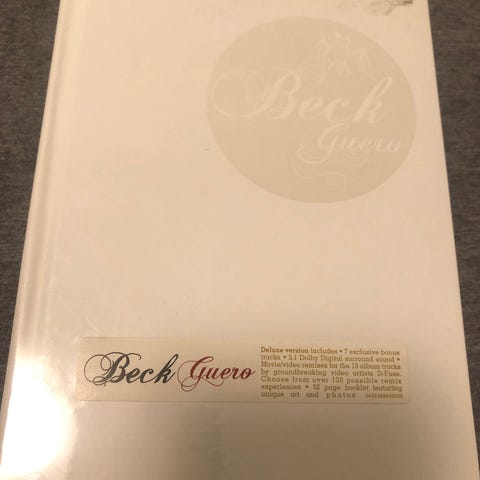 Beck
Guero
Beck Guero
Deluxe version includes • 7 exclusive bonus
tracks • 5.1 Dolby Digital surround sound •
Movie/video remixes for the 13 album tracks
by groundbreaking video artists D-Fuse.
Choose from over 100 possible remix
experiences • 52 page booklet featuring
unique art and photos